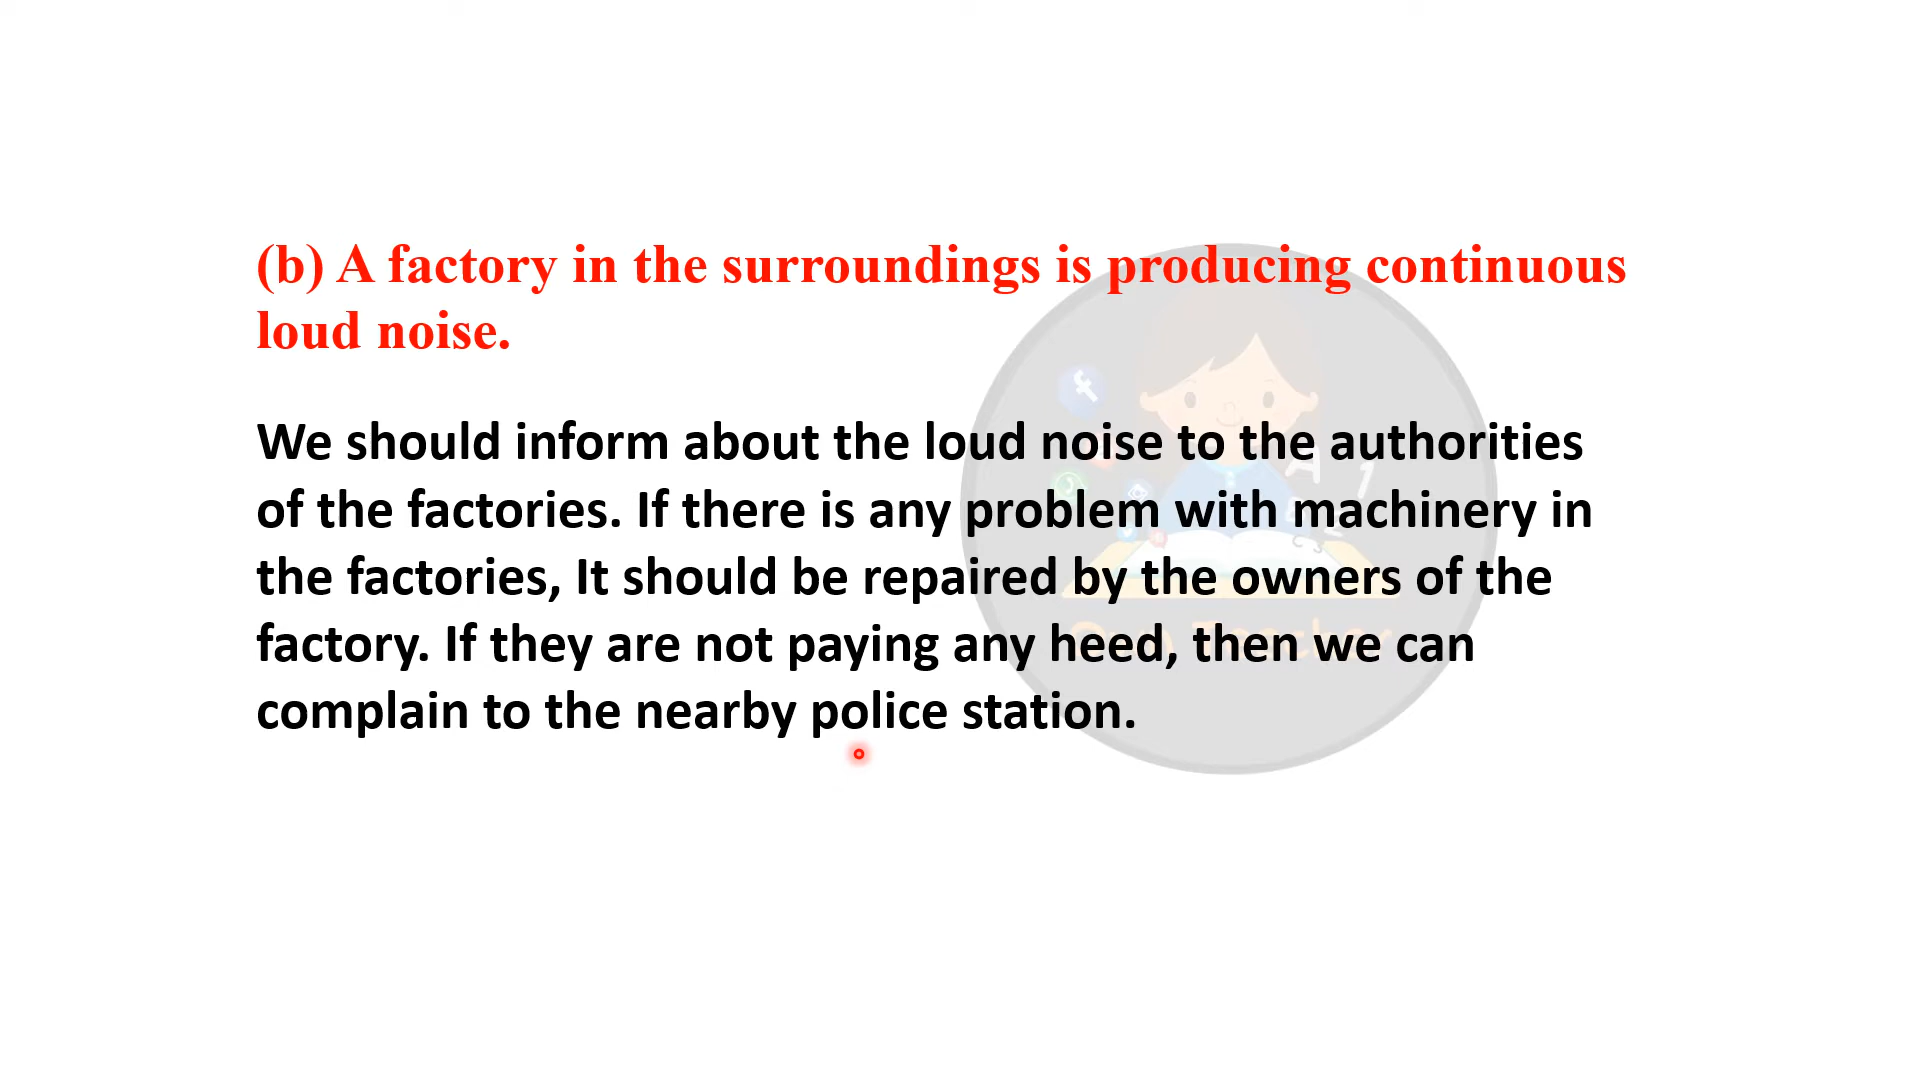 (b) A factory in the surroundings is producing continuous
loud noise.
We should inform about the loud noise to the authorities
of the factories. If there is any problem with machinery in
the factories, It should be repaired by the owners of the
factory. If they are not paying any heed, then we can
complain to the nearby police station.